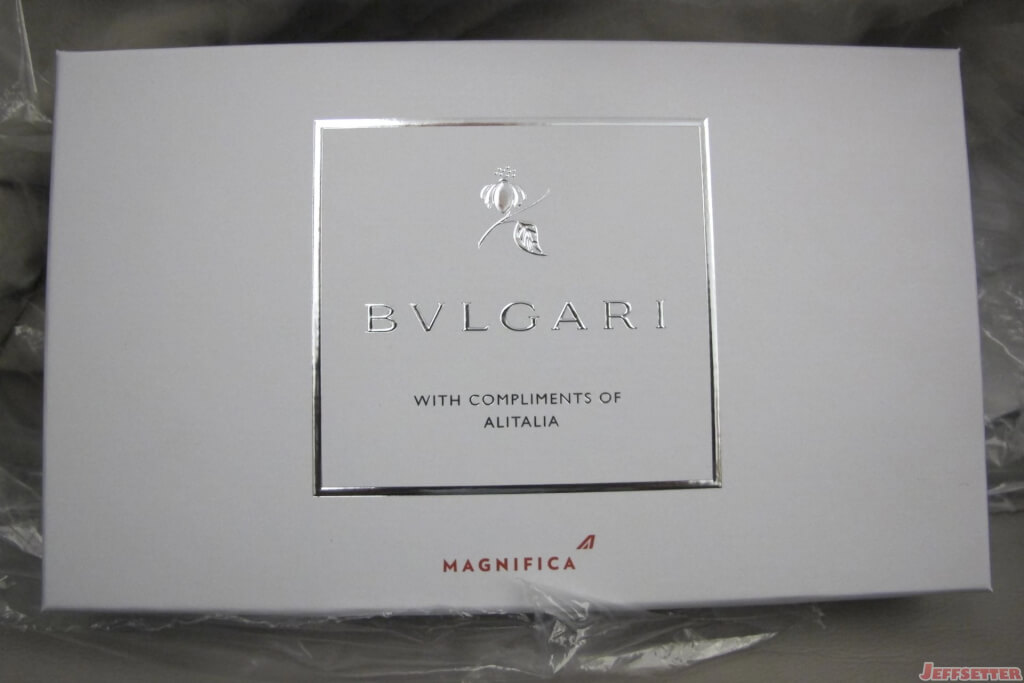 BVLGARI
WITH COMPLIMENTS OF
ALITALIA
MAGNIFICA
JEFFSETTER